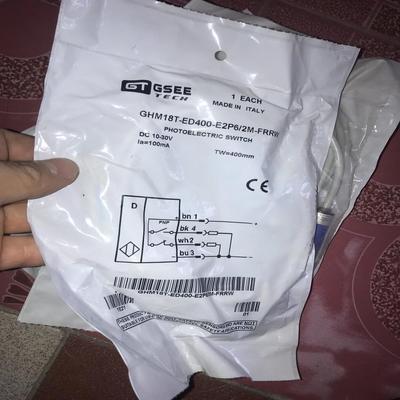 GT GSEE
TECH
1 EACH
MADE IN ITALY
GHM18T-ED400-E2P6/2M-FRRW
PHOTOELECTRIC SWITCH
DC 10-30V
Ia=100mA
TW=400mm
CE
D
PNP
bn 1
bk 4
wh 2
bu 3
+
-
GHM18T-ED400-E2P6/2M-FRRW
01